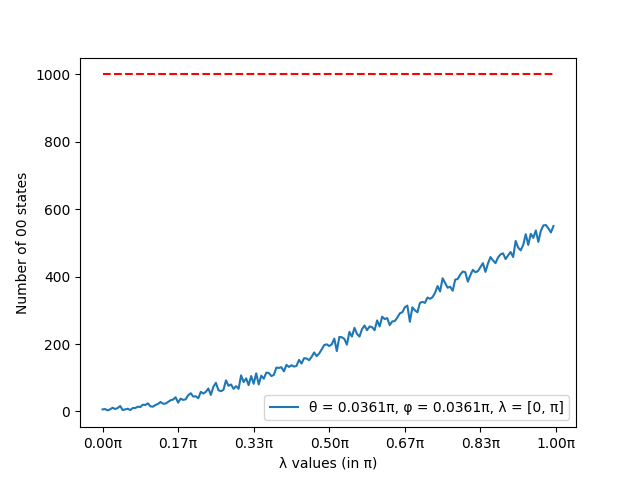 1000
800
600
400
200
0
Number of 00 states
θ = 0.0361π, φ = 0.0361π, λ = [0, π]
0.00π 0.17π 0.33π 0.50π 0.67π 0.83π 1.00π
λ values (in π)